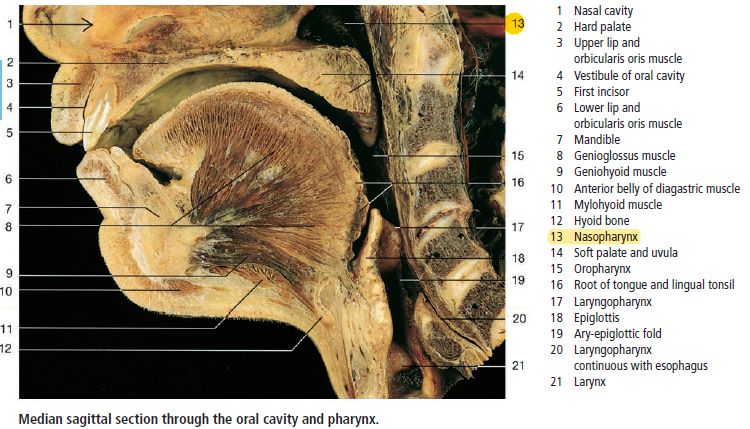 1
2
3
4
5
6
7
8
9
10
11
12
13
14
15
16
17
18
19
20
21
1 Nasal cavity
2 Hard palate
3 Upper lip and
orbicularis oris muscle
4 Vestibule of oral cavity
5 First incisor
6 Lower lip and
orbicularis oris muscle
7 Mandible
8 Genioglossus muscle
9 Geniohyoid muscle
10 Anterior belly of diagastric muscle
11 Mylohyoid muscle
12 Hyoid bone
13 Nasopharynx
14 Soft palate and uvula
15 Oropharynx
16 Root of tongue and lingual tonsil
17 Laryngopharynx
18 Epiglottis
19 Ary-epiglottic fold
20 Laryngopharynx
continuous with esophagus
21 Larynx
Median sagittal section through the oral cavity and pharynx.